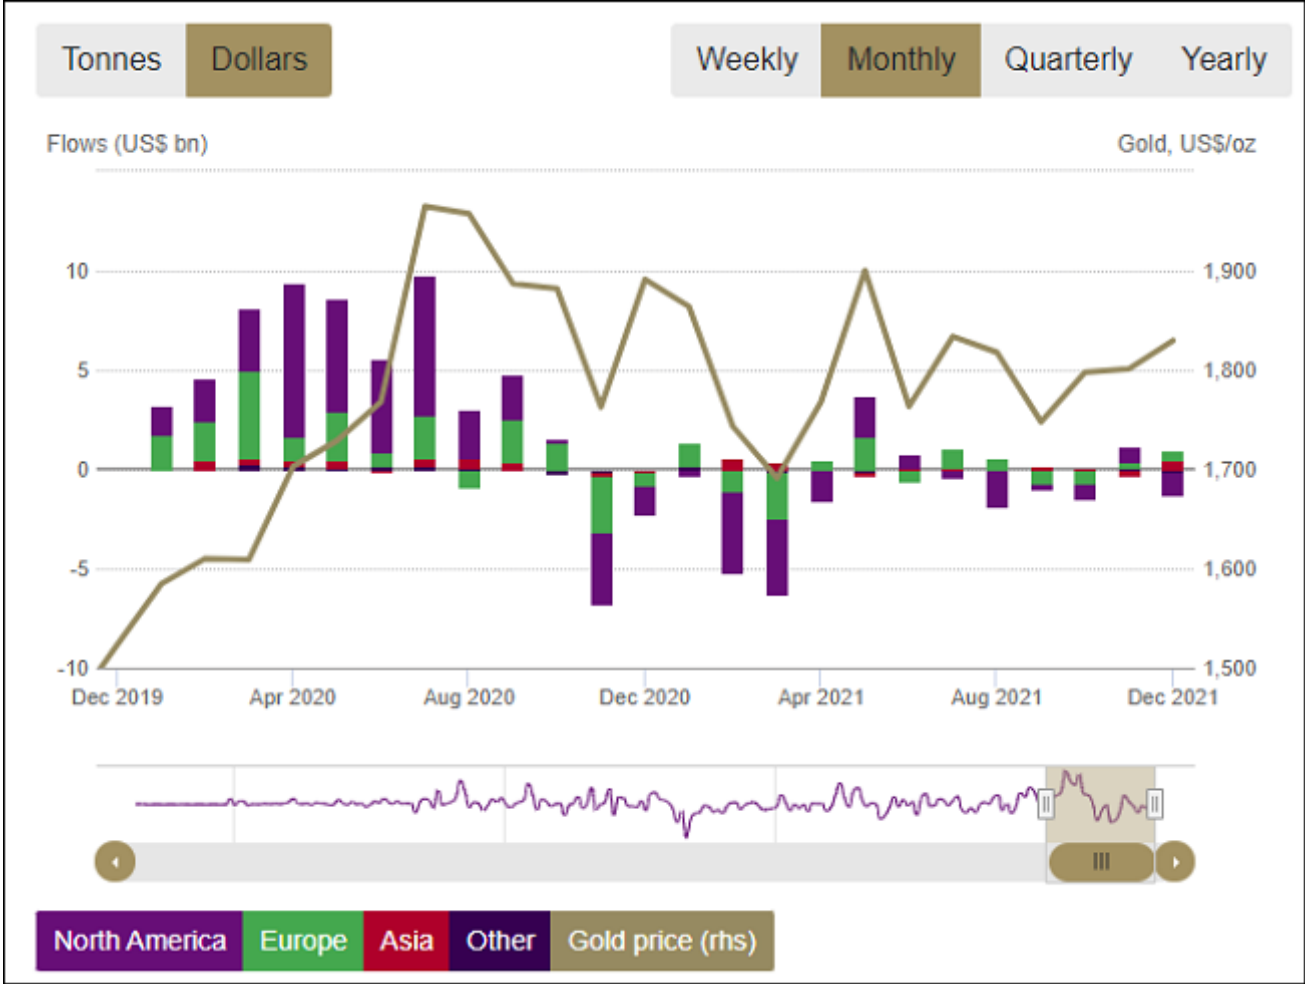 Tonnes Dollars Weekly Monthly Quarterly Yearly
Flows (US$ bn) Gold, US$/oz
10 1,900
5 1,800
0 1,700
-5 1,600
-10 1,500
Dec 2019 Apr 2020 Aug 2020 Dec 2020 Apr 2021 Aug 2021 Dec 2021
North America Europe Asia Other Gold price (rhs)